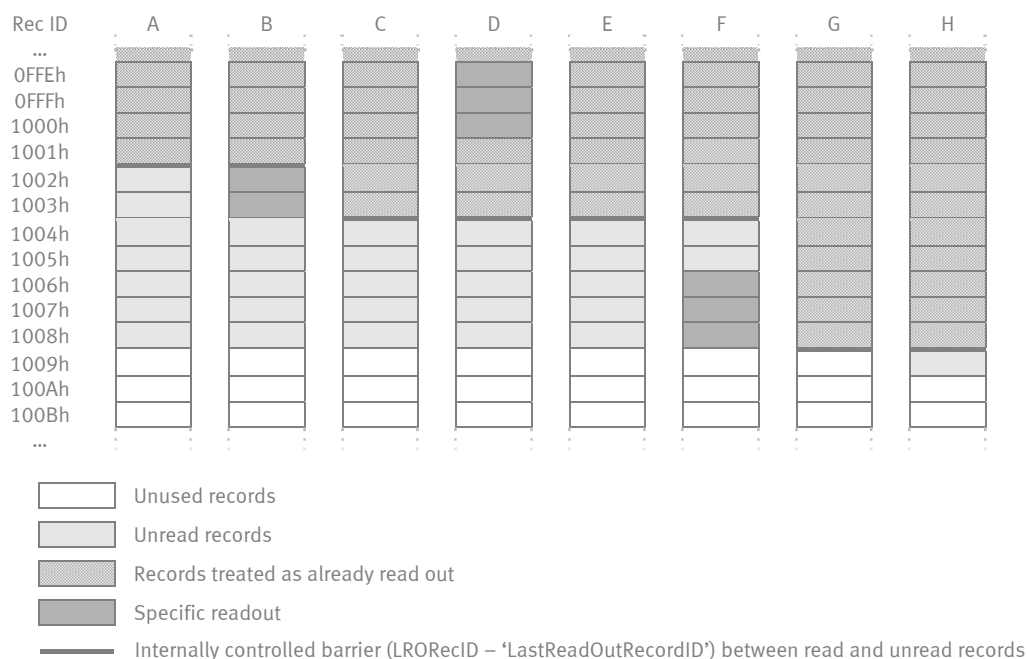 Rec ID A B C D E F G H
...
0FFEh
0FFFh
1000h
1001h
1002h
1003h
1004h
1005h
1006h
1007h
1008h
1009h
100Ah
100Bh
...
Unused records
Unread records
Records treated as already read out
Specific readout
Internally controlled barrier (LRORecID – ‘LastReadOutRecordID’) between read and unread records